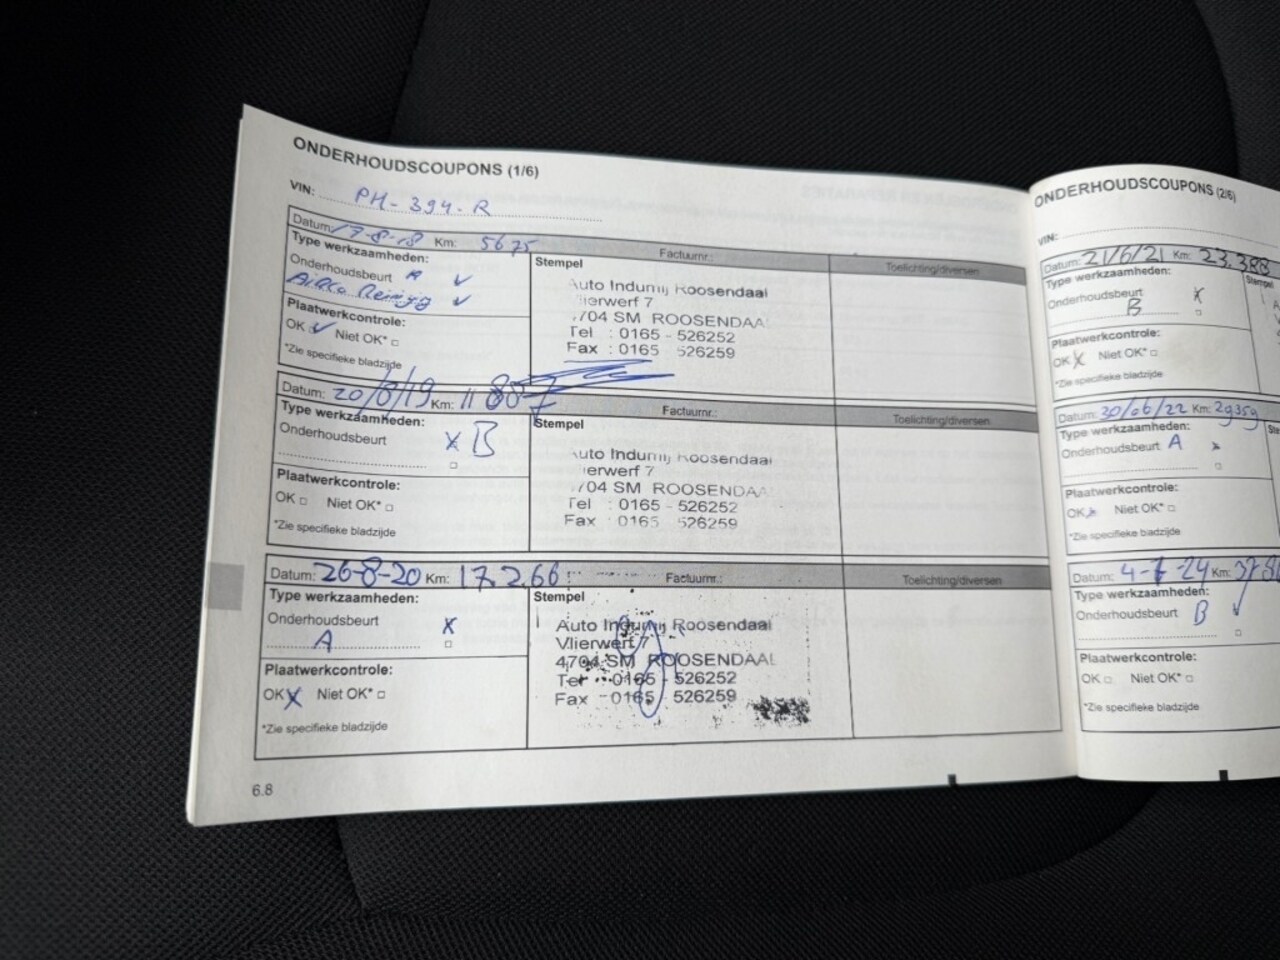 ONDERHOUDSCOUPONS (1/6)
VIN: PH-394-R
Datum: 17-8-18 Km: 5675 Factuurnr.: Toelichting/diversen
Type werkzaamheden:
Onderhoudsbeurt A
Airco Reinigig
Plaatwerkcontrole:
OK Niet OK*
*Zie specifieke bladzijde
Stempel
Auto Indumij Roosendaal
Vlierwerf 7
4704 SM ROOSENDAAL
Tel : 0165 - 526252
Fax : 0165 526259
Datum: 20/6/19 Km: 11 887 Factuurnr.: Toelichting/diversen
Type werkzaamheden:
Onderhoudsbeurt X B
Plaatwerkcontrole:
OK Niet OK*
*Zie specifieke bladzijde
Stempel
Auto Indumij Roosendaal
Vlierwerf 7
4704 SM ROOSENDAAL
Tel : 0165 - 526252
Fax : 0165 526259
Datum: 26-8-20 Km: 17.266 Factuurnr.: Toelichting/diversen
Type werkzaamheden:
Onderhoudsbeurt X
A
Plaatwerkcontrole:
OK X Niet OK*
*Zie specifieke bladzijde
Stempel
Auto Indumij Roosendaal
Vlierwerf 7
4704 SM ROOSENDAAL
Tel : 0165 - 526252
Fax : 0165 526259
6.8
ONDERHOUDSCOUPONS (2/6)
VIN:
Datum: 21/6/21 Km: 23.388
Type werkzaamheden:
Onderhoudsbeurt X
B
Stempel
Plaatwerkcontrole:
OK X Niet OK*
*Zie specifieke bladzijde
Datum: 30/06/22 Km: 29359
Type werkzaamheden:
Onderhoudsbeurt A X
Plaatwerkcontrole:
OK Niet OK*
*Zie specifieke bladzijde
Datum: Km:
Type werkzaamheden:
Onderhoudsbeurt B
Plaatwerkcontrole:
OK Niet OK*
*Zie specifieke bladzijde